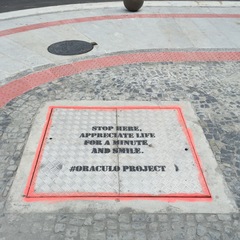 STOP HERE.
APPRECIATE LIFE
FOR A MINUTE
AND SMILE.
#ORACULO PROJECT )